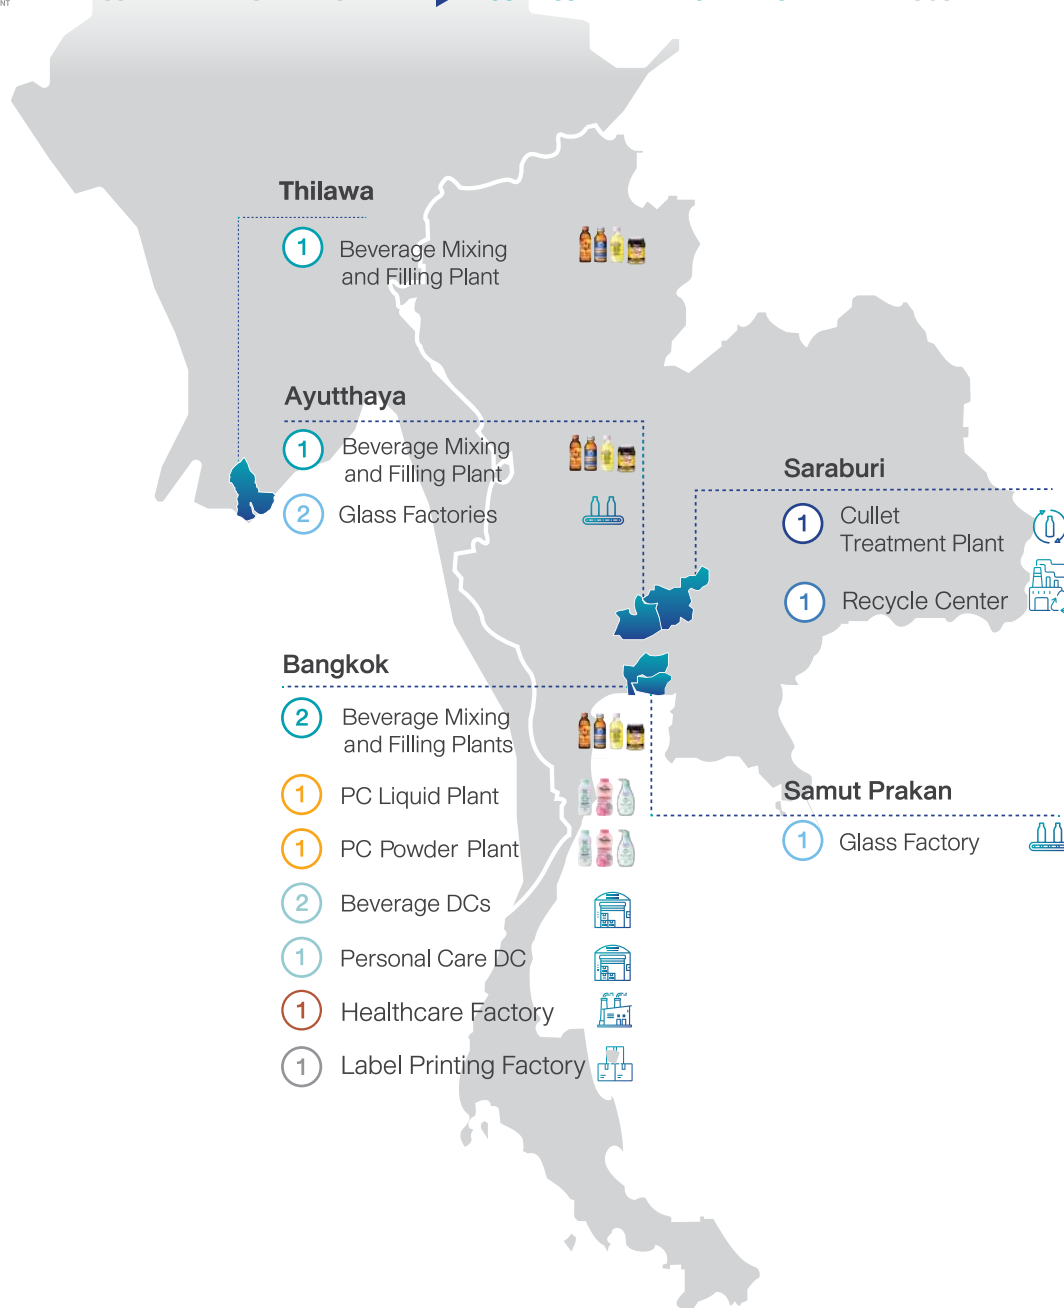 NT
Thilawa
1 Beverage Mixing
and Filling Plant
Ayutthaya
1 Beverage Mixing
and Filling Plant
2 Glass Factories
Saraburi
1 Cullet
Treatment Plant
1 Recycle Center
Bangkok
2 Beverage Mixing
and Filling Plants
1 PC Liquid Plant
1 PC Powder Plant
2 Beverage DCs
1 Personal Care DC
1 Healthcare Factory
1 Label Printing Factory
Samut Prakan
1 Glass Factory